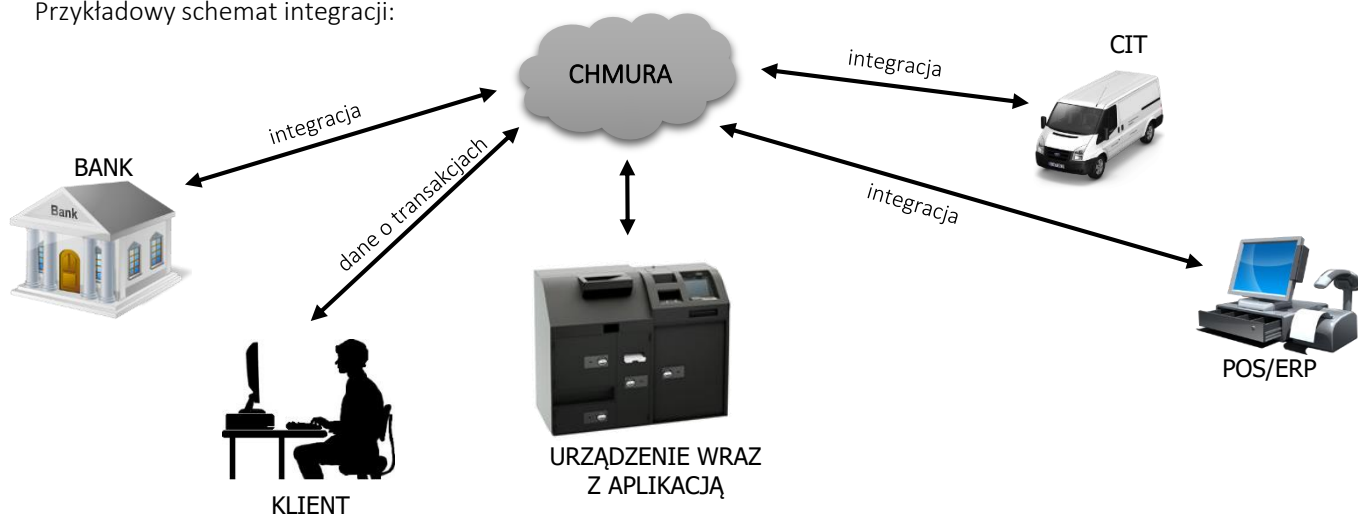 Przykładowy schemat integracji:
CHMURA
CIT
integracja
integracja
BANK
Bank
dane o transakcjach
integracja
POS/ERP
URZĄDZENIE WRAZ
Z APLIKACJĄ
KLIENT